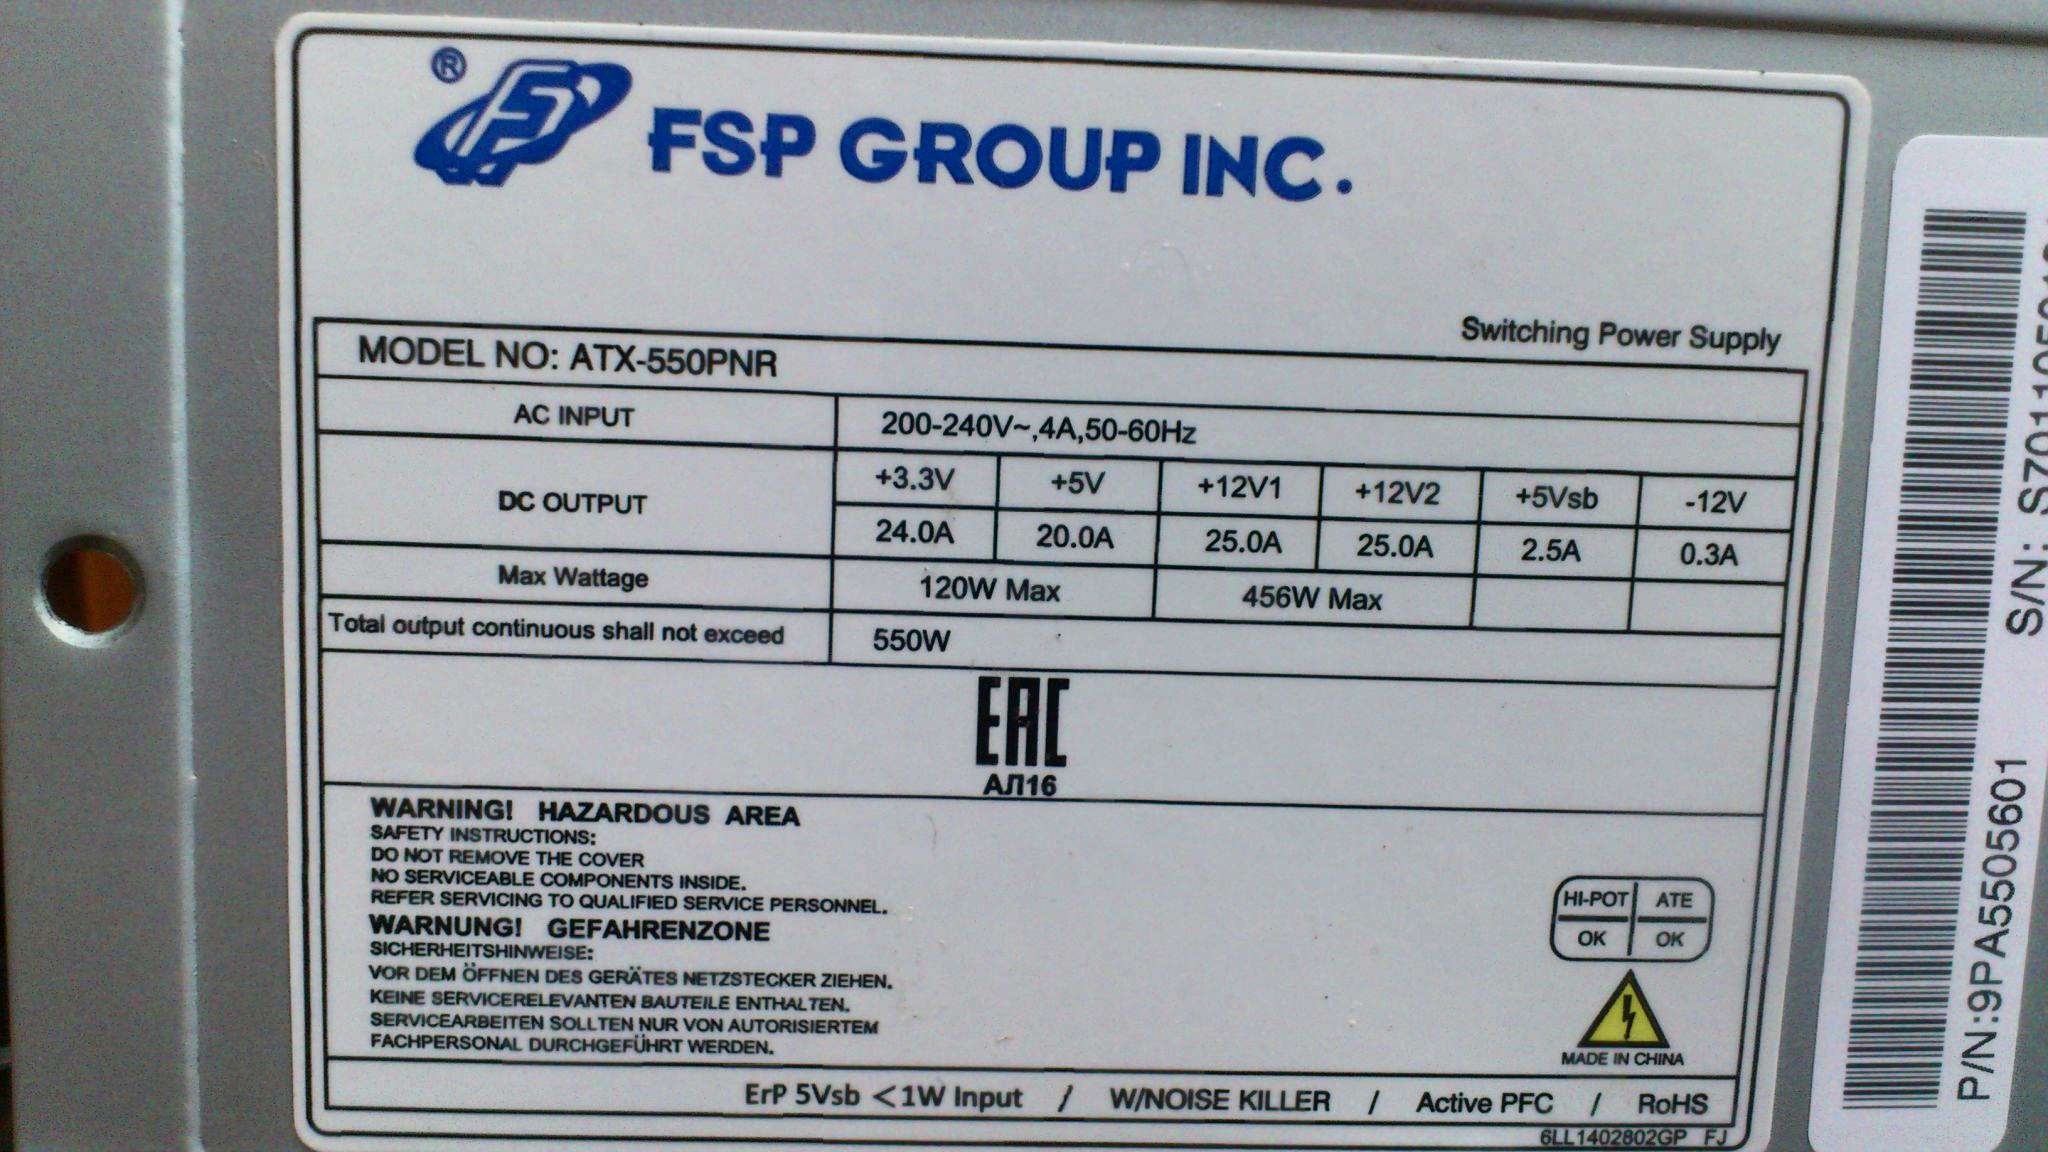 ® FSP GROUP INC.
Switching Power Supply
MODEL NO: ATX-550PNR
AC INPUT 200-240V~,4A,50-60Hz
DC OUTPUT
+3.3V +5V +12V1 +12V2 +5Vsb -12V
24.0A 20.0A 25.0A 25.0A 2.5A 0.3A
Max Wattage 120W Max 456W Max
Total output continuous shall not exceed 550W
EAC
АЛ16
WARNING! HAZARDOUS AREA
SAFETY INSTRUCTIONS:
DO NOT REMOVE THE COVER
NO SERVICEABLE COMPONENTS INSIDE.
REFER SERVICING TO QUALIFIED SERVICE PERSONNEL.
WARNUNG! GEFAHRENZONE
SICHERHEITSHINWEISE:
VOR DEM ÖFFNEN DES GERÄTES NETZSTECKER ZIEHEN.
KEINE SERVICERELEVANTEN BAUTEILE ENTHALTEN.
SERVICEARBEITEN SOLLTEN NUR VON AUTORISIERTEM
FACHPERSONAL DURCHGEFÜHRT WERDEN.
HI-POT ATE
OK OK
MADE IN CHINA
ErP 5Vsb <1W Input / W/NOISE KILLER / Active PFC / RoHS
6LL1402802GP FJ
S/N:
P/N:9PA5505601